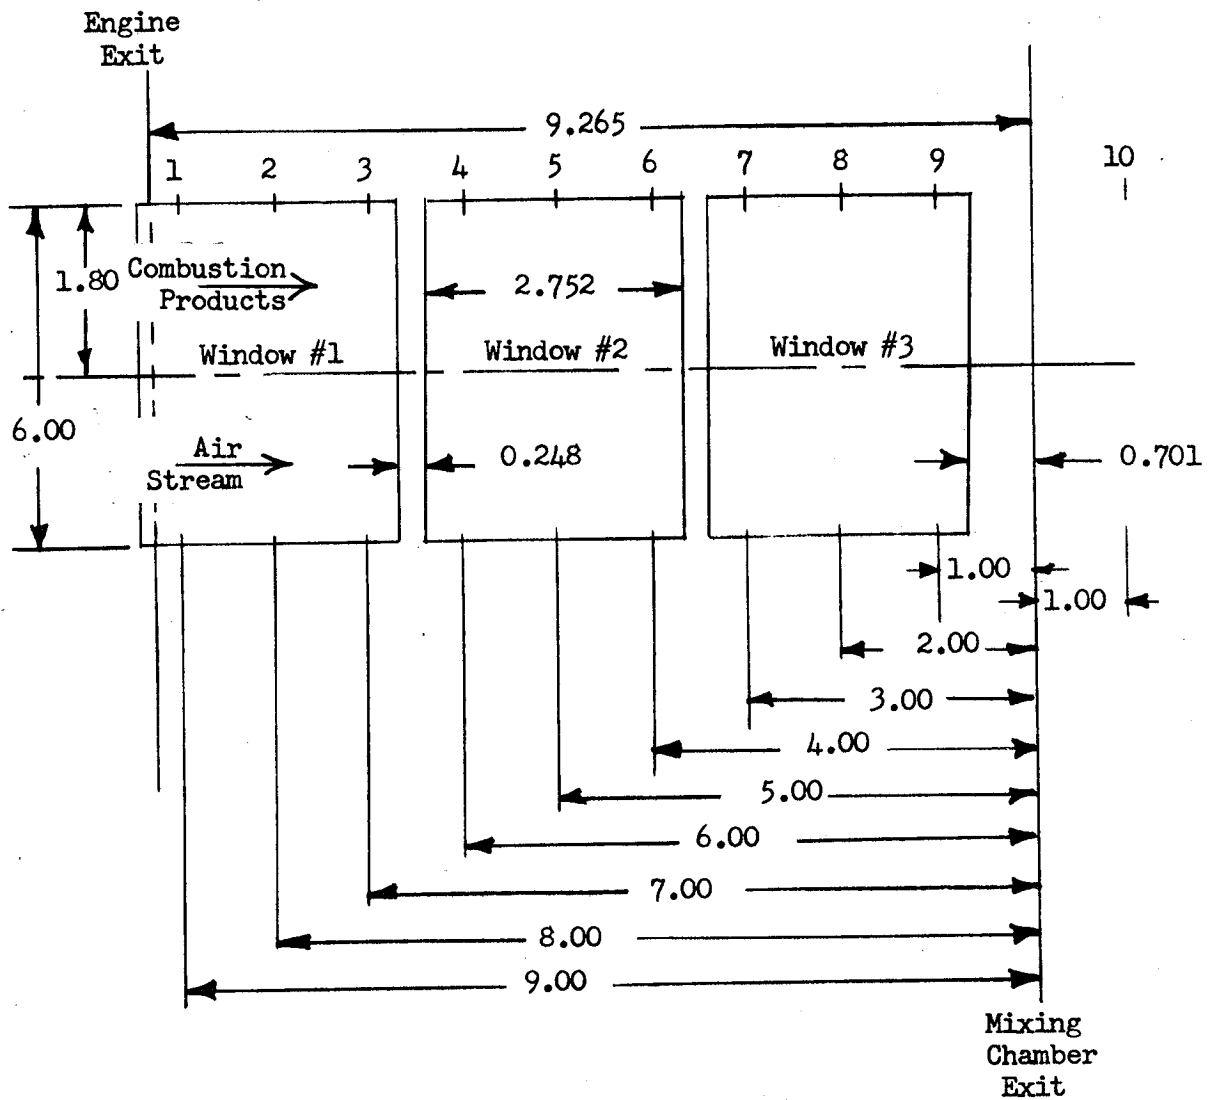 Engine
Exit
9.265
1 2 3 4 5 6 7 8 9 10
1.80
Combustion
Products
2.752
Window #1 Window #2 Window #3
6.00
Air
Stream
0.248
0.701
1.00
1.00
2.00
3.00
4.00
5.00
6.00
7.00
8.00
9.00
Mixing
Chamber
Exit